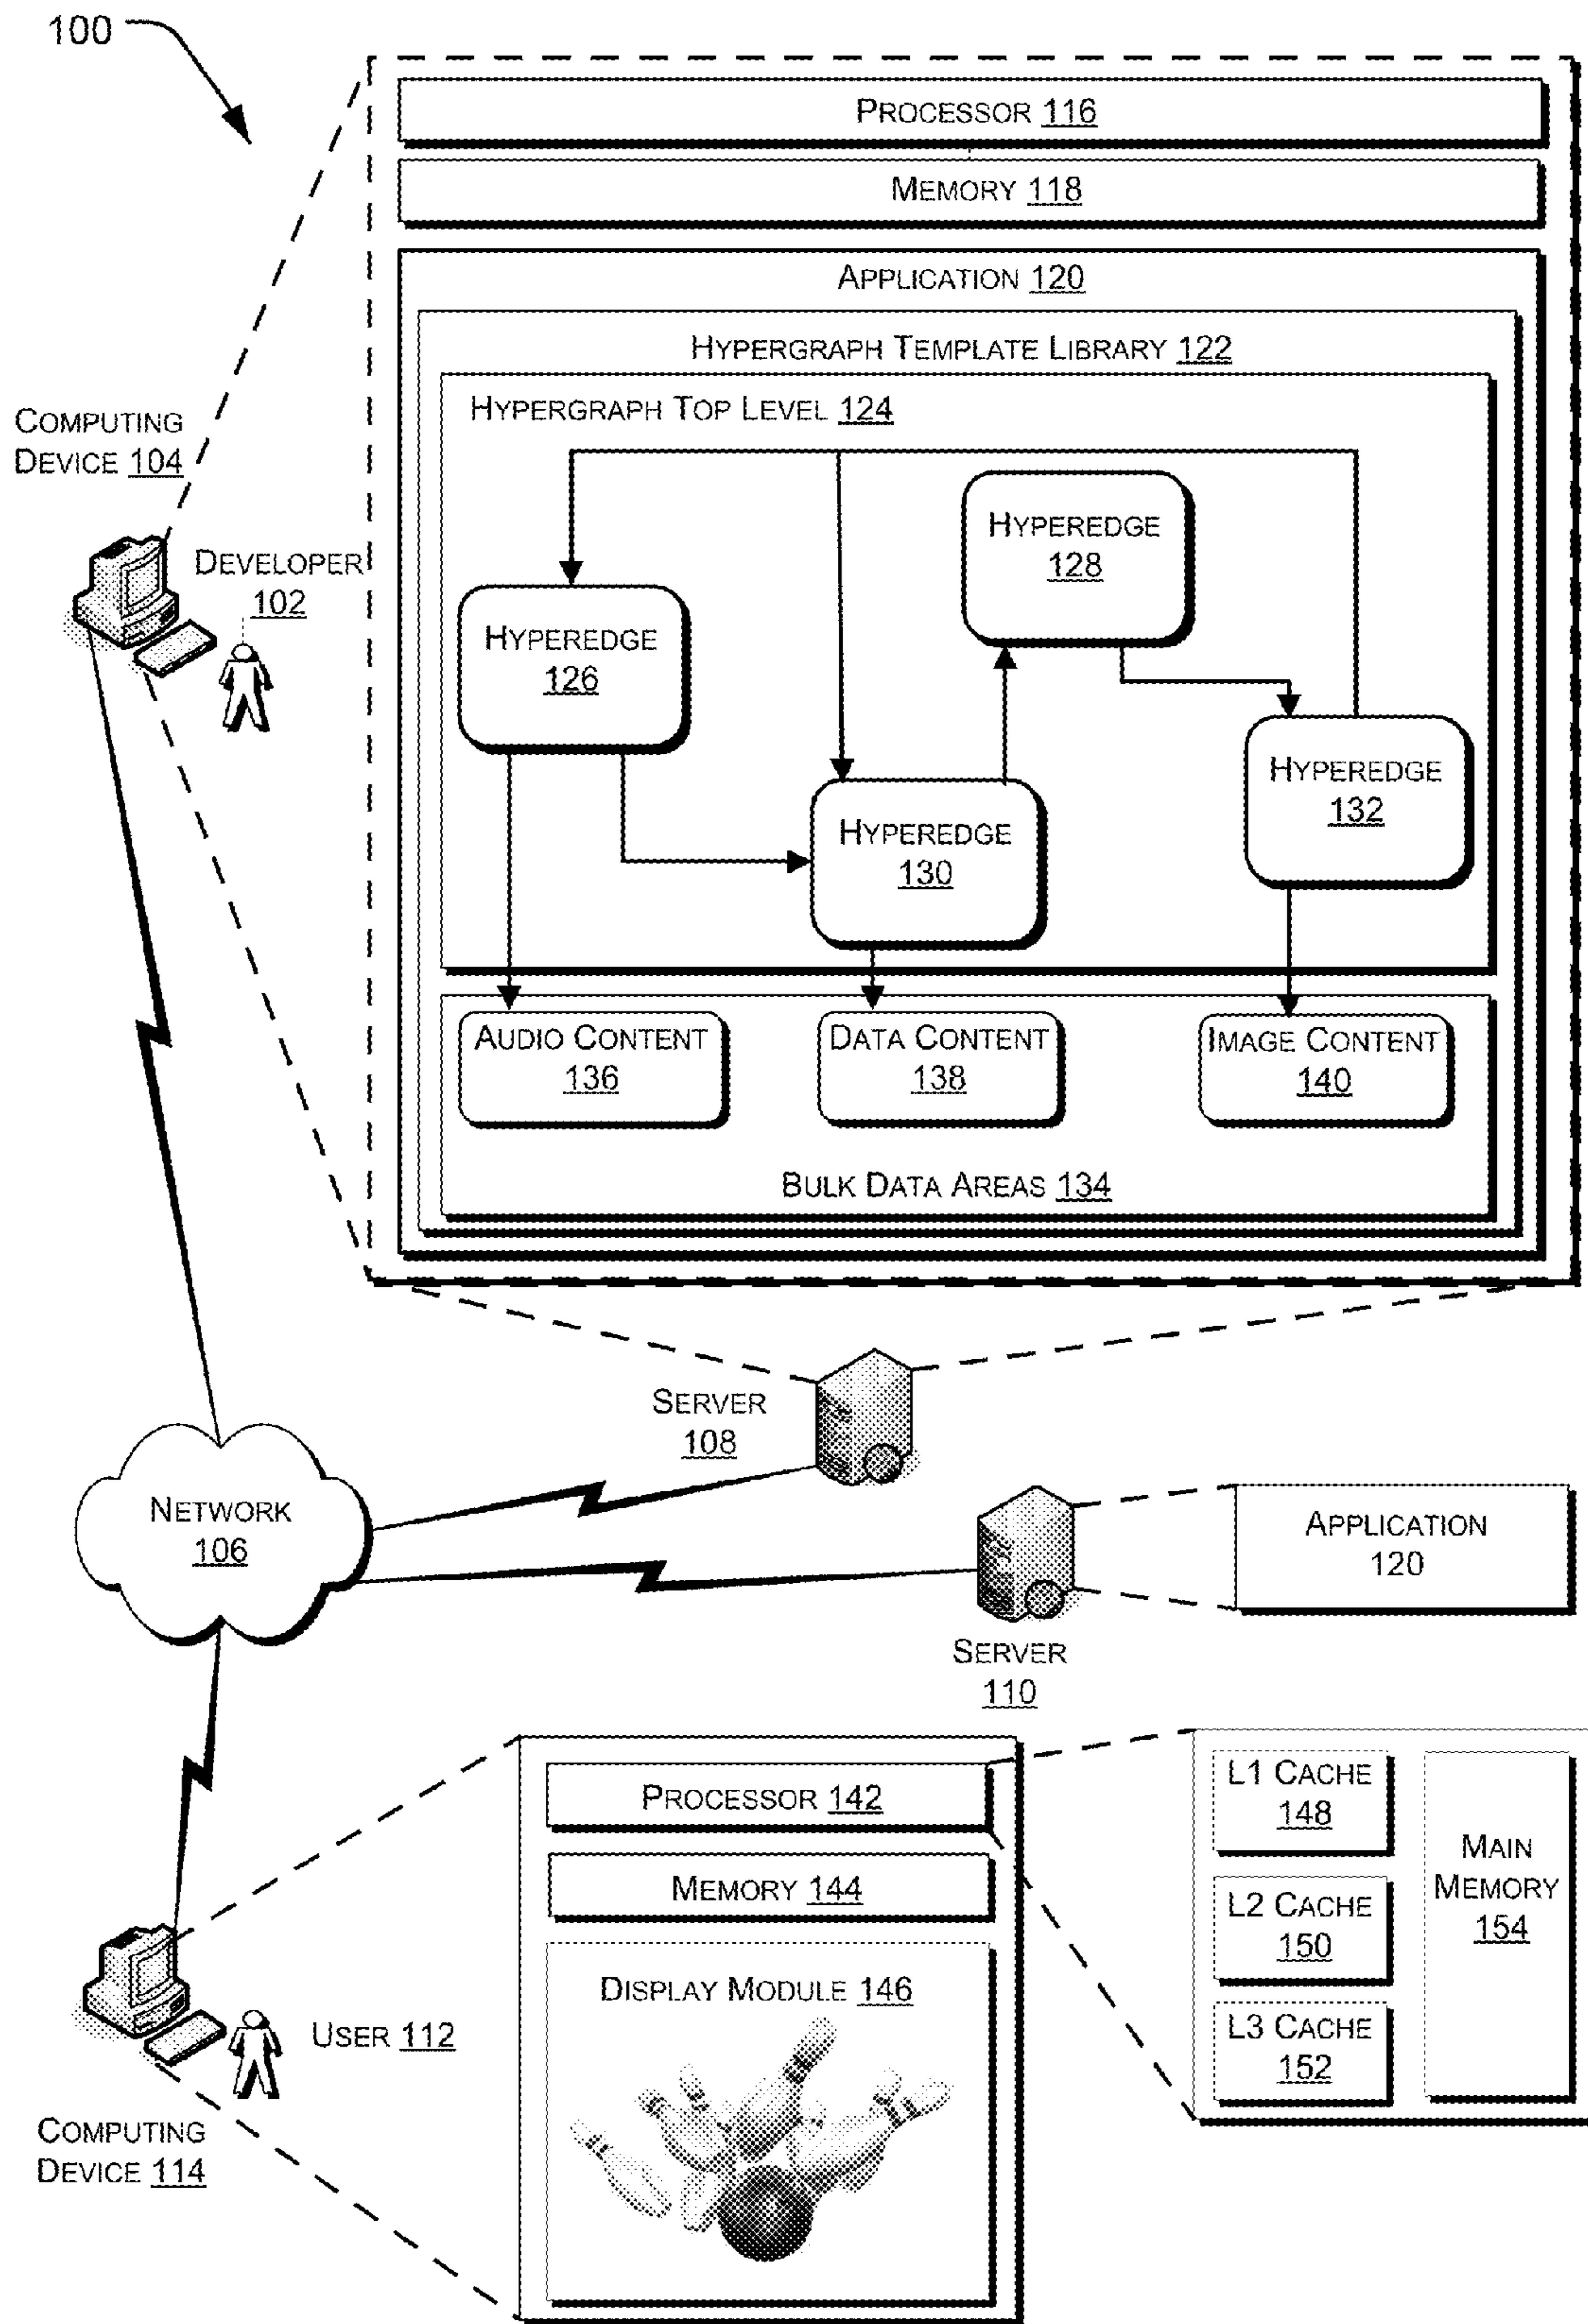 100
PROCESSOR 116
MEMORY 118
APPLICATION 120
HYPERGRAPH TEMPLATE LIBRARY 122
HYPERGRAPH TOP LEVEL 124
COMPUTING
DEVICE 104
DEVELOPER
102
HYPEREDGE
128
HYPEREDGE
126
HYPEREDGE
132
HYPEREDGE
130
AUDIO CONTENT
136
DATA CONTENT
138
IMAGE CONTENT
140
BULK DATA AREAS 134
SERVER
108
NETWORK
106
APPLICATION
120
SERVER
110
PROCESSOR 142
MEMORY 144
DISPLAY MODULE 146
L1 CACHE
148
L2 CACHE
150
L3 CACHE
152
MAIN
MEMORY
154
USER 112
COMPUTING
DEVICE 114